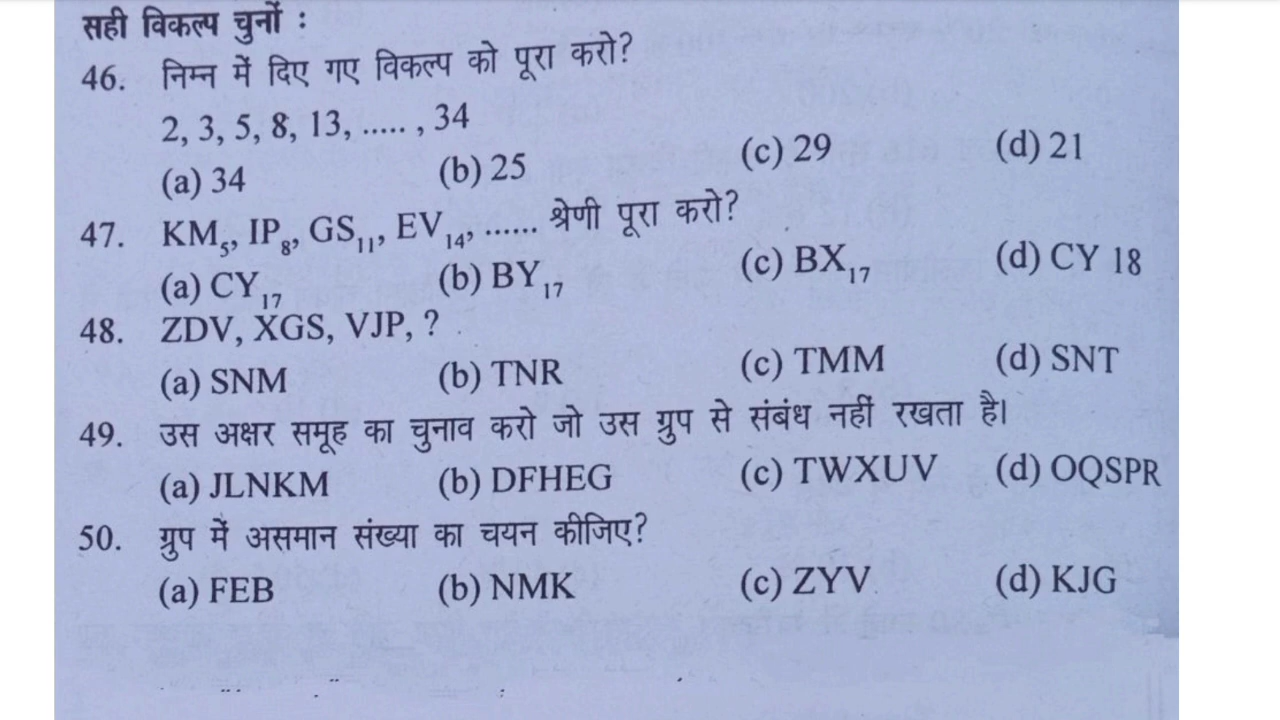 सही विकल्प चुनों :
46. निम्न में दिए गए विकल्प को पूरा करो?
2, 3, 5, 8, 13, ..... , 34
(a) 34 (b) 25 (c) 29 (d) 21
47. KM₅, IP₈, GS₁₁, EV₁₄, ...... श्रेणी पूरा करो?
(a) CY₁₇ (b) BY₁₇ (c) BX₁₇ (d) CY 18
48. ZDV, XGS, VJP, ?
(a) SNM (b) TNR (c) TMM (d) SNT
49. उस अक्षर समूह का चुनाव करो जो उस ग्रुप से संबंध नहीं रखता है।
(a) JLNKM (b) DFHEG (c) TWXUV (d) OQSPR
50. ग्रुप में असमान संख्या का चयन कीजिए?
(a) FEB (b) NMK (c) ZYV (d) KJG